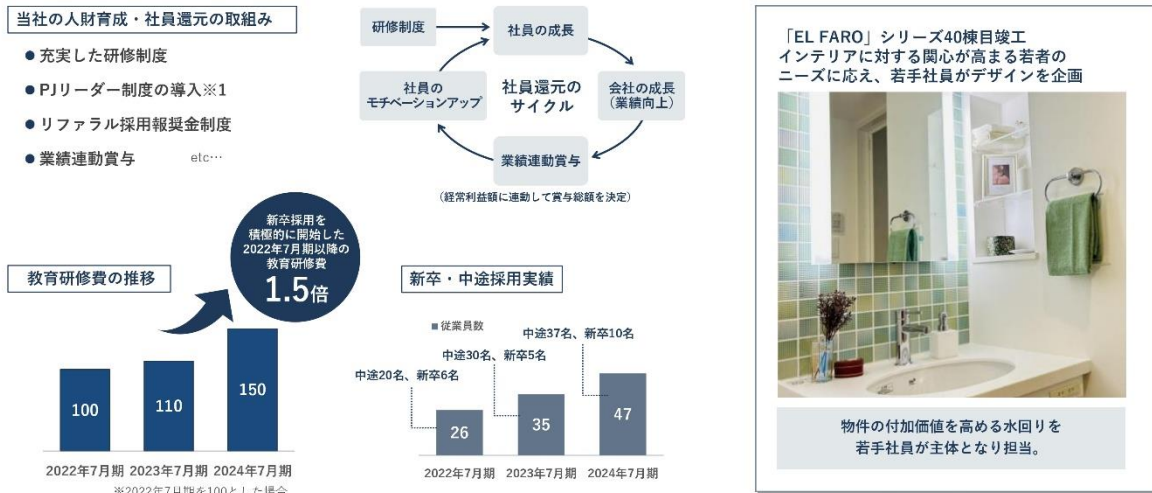 当社の人財育成・社員還元の取組み
● 充実した研修制度
● PJリーダー制度の導入※1
● リファラル採用報奨金制度
● 業績連動賞与 etc…
研修制度
社員の成長
社員の
モチベーションアップ
社員還元の
サイクル
会社の成長
(業績向上)
業績連動賞与
(経常利益額に連動して賞与総額を決定)
教育研修費の推移
新卒採用を
積極的に開始した
2022年7月期以降の
教育研修費
1.5倍
100
110
150
2022年7月期 2023年7月期 2024年7月期
※2022年7月期を100とした場合
新卒・中途採用実績
■従業員数
中途20名、新卒6名
中途30名、新卒5名
中途37名、新卒10名
26
35
47
2022年7月期 2023年7月期 2024年7月期
「EL FARO」シリーズ40棟目竣工
インテリアに対する関心が高まる若者の
ニーズに応え、若手社員がデザインを企画
物件の付加価値を高める水回りを
若手社員が主体となり担当。